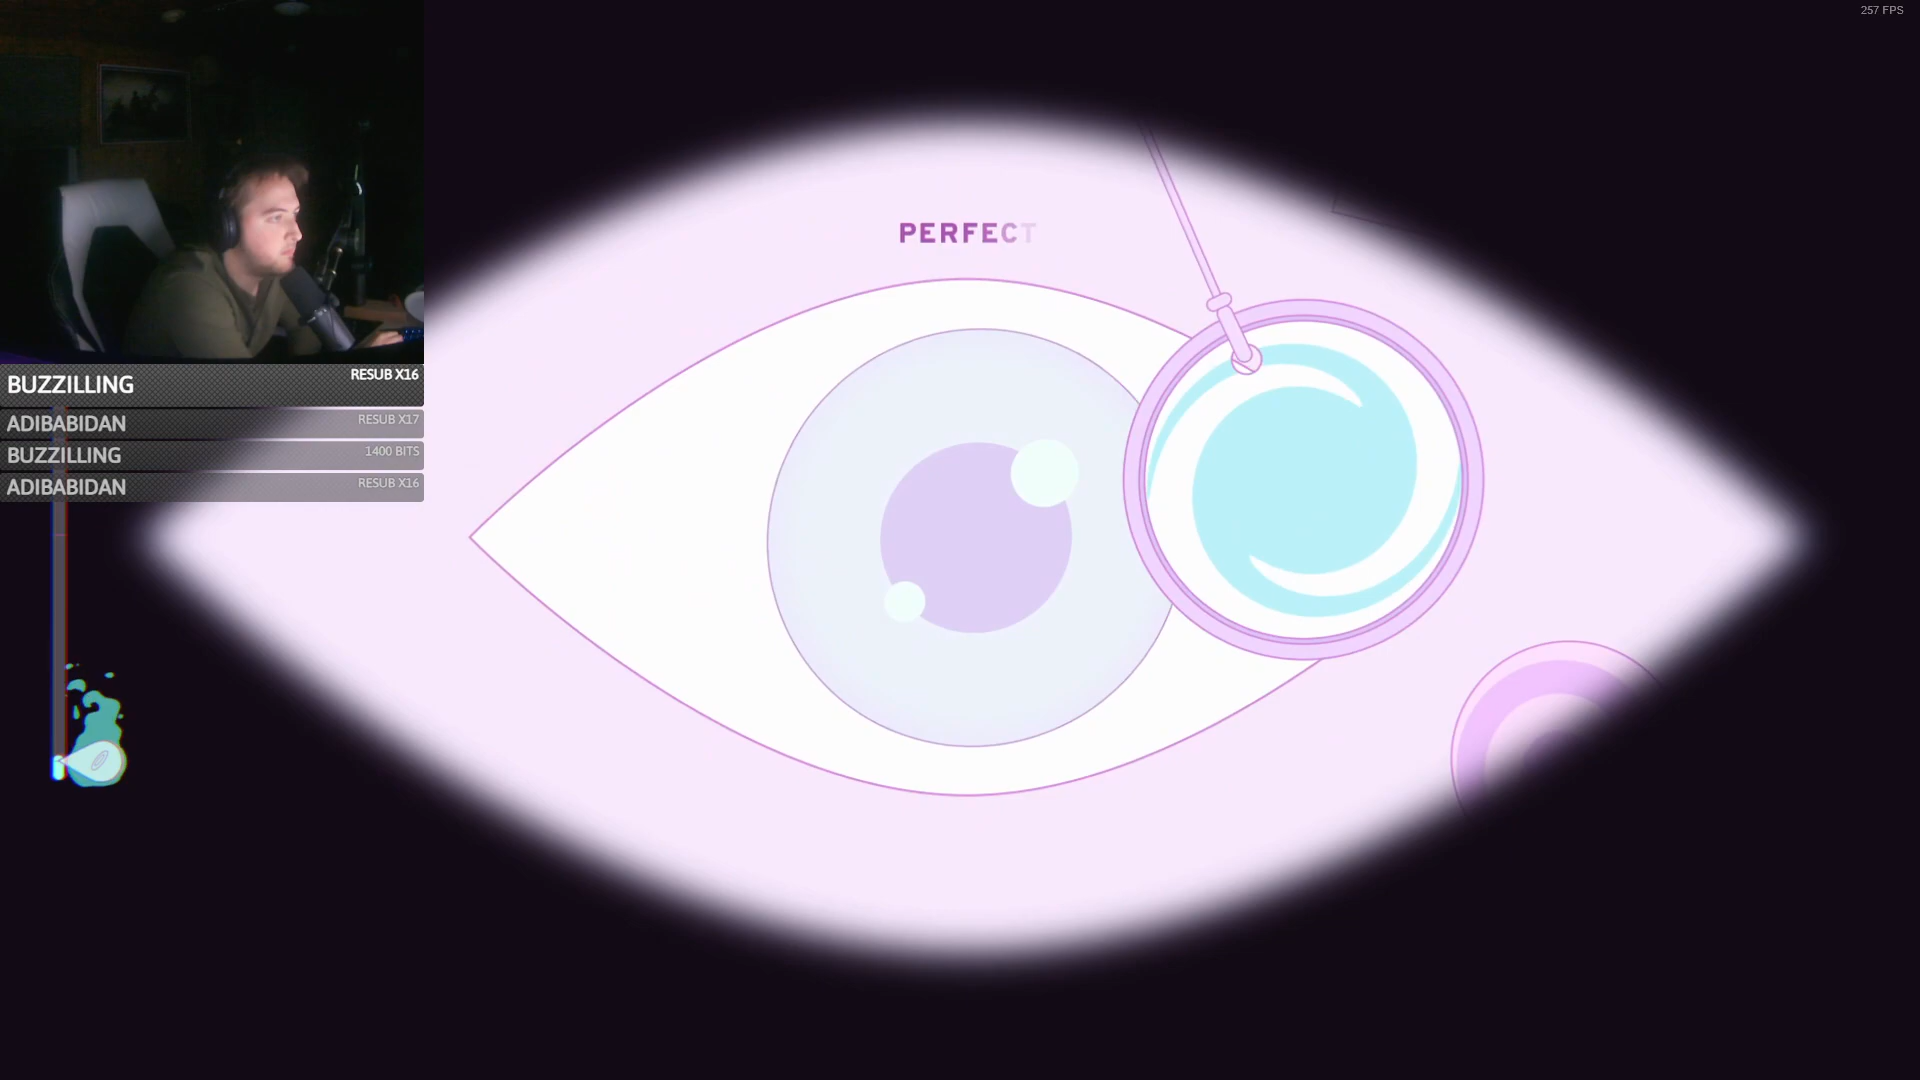 257 FPS
PERFECT
BUZZILLING RESUB X16
ADIBABIDAN RESUB X17
BUZZILLING 1400 BITS
ADIBABIDAN RESUB X16